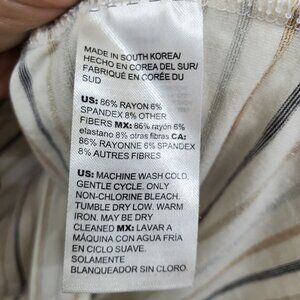 MADE IN SOUTH KOREA/
HECHO EN COREA DEL SUR/
FABRIQUÉ EN CORÉE DU
SUD
US: 86% RAYON 6%
SPANDEX 8% OTHER
FIBERS MX: 86% rayón 6%
elastano 8% otras fibras CA:
86% RAYONNE 6% SPANDEX
8% AUTRES FIBRES
US: MACHINE WASH COLD,
GENTLE CYCLE. ONLY
NON-CHLORINE BLEACH.
TUMBLE DRY LOW. WARM
IRON. MAY BE DRY
CLEANED MX: LAVAR A
MÁQUINA CON AGUA FRÍA
EN CICLO SUAVE.
SOLAMENTE
BLANQUEADOR SIN CLORO.